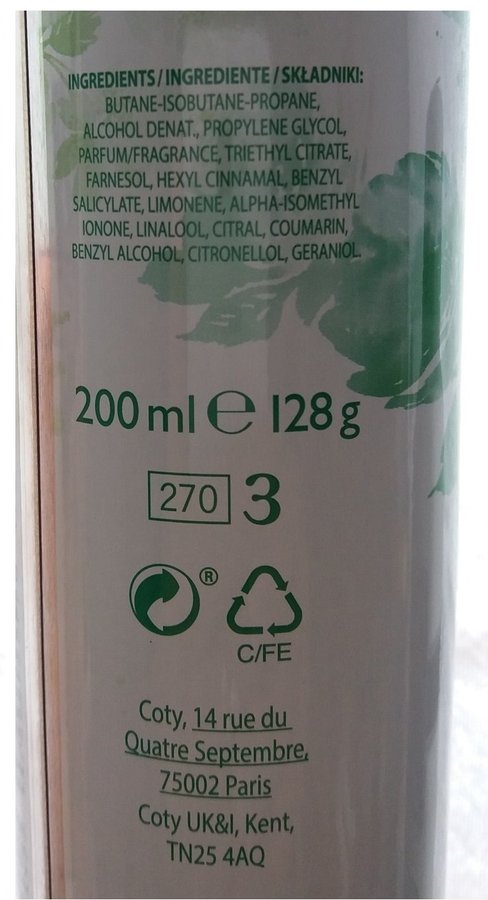 INGREDIENTS / INGREDIENTE / SKŁADNIKI:
BUTANE-ISOBUTANE-PROPANE,
ALCOHOL DENAT., PROPYLENE GLYCOL,
PARFUM/FRAGRANCE, TRIETHYL CITRATE,
FARNESOL, HEXYL CINNAMAL, BENZYL
SALICYLATE, LIMONENE, ALPHA-ISOMETHYL
IONONE, LINALOOL, CITRAL, COUMARIN,
BENZYL ALCOHOL, CITRONELLOL, GERANIOL.
200 ml e 128 g
270 3
®
C/FE
Coty, 14 rue du
Quatre Septembre,
75002 Paris
Coty UK&I, Kent,
TN25 4AQ